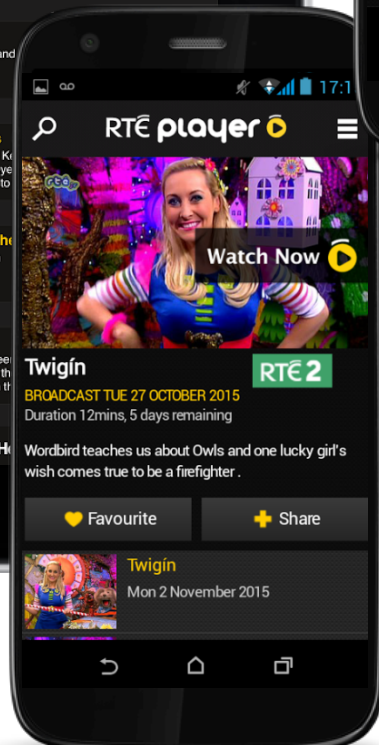 17:1
RTÉ player
Watch Now
Twigín
RTÉ 2
BROADCAST TUE 27 OCTOBER 2015
Duration 12mins, 5 days remaining
Wordbird teaches us about Owls and one lucky girl's
wish comes true to be a firefighter .
Favourite
Share
Twigín
Mon 2 November 2015